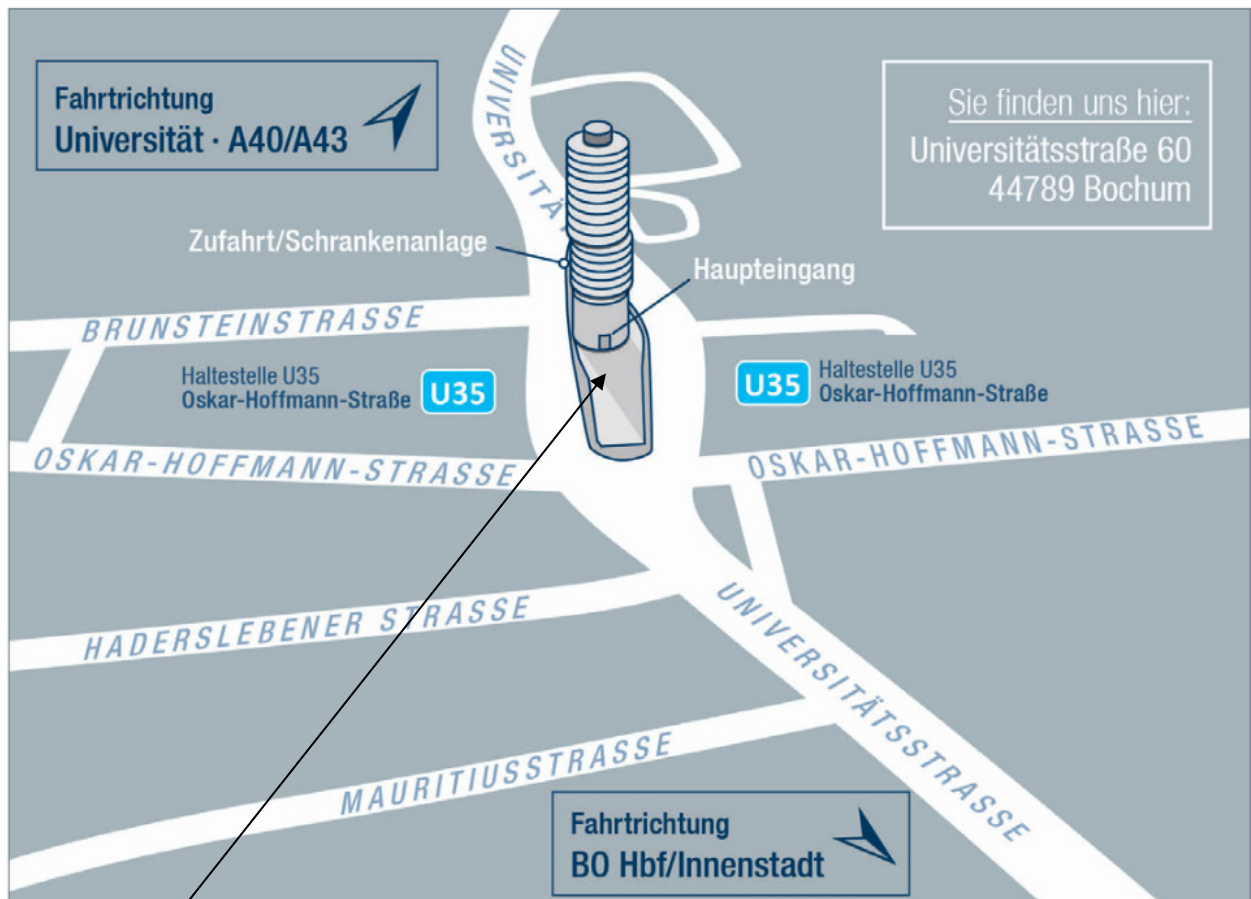 Fahrtrichtung
Universität · A40/A43
Sie finden uns hier:
Universitätsstraße 60
44789 Bochum
UNIVERSITÄ
Zufahrt/Schrankenanlage
Haupteingang
BRUNSTEINSTRASSE
Haltestelle U35
Oskar-Hoffmann-Straße
U35
U35
Haltestelle U35
Oskar-Hoffmann-Straße
OSKAR-HOFFMANN-STRASSE
OSKAR-HOFFMANN-STRASSE
HADERSLEBENER STRASSE
UNIVERSITÄTSSTRASSE
MAURITIUSSTRASSE
Fahrtrichtung
BO Hbf/Innenstadt